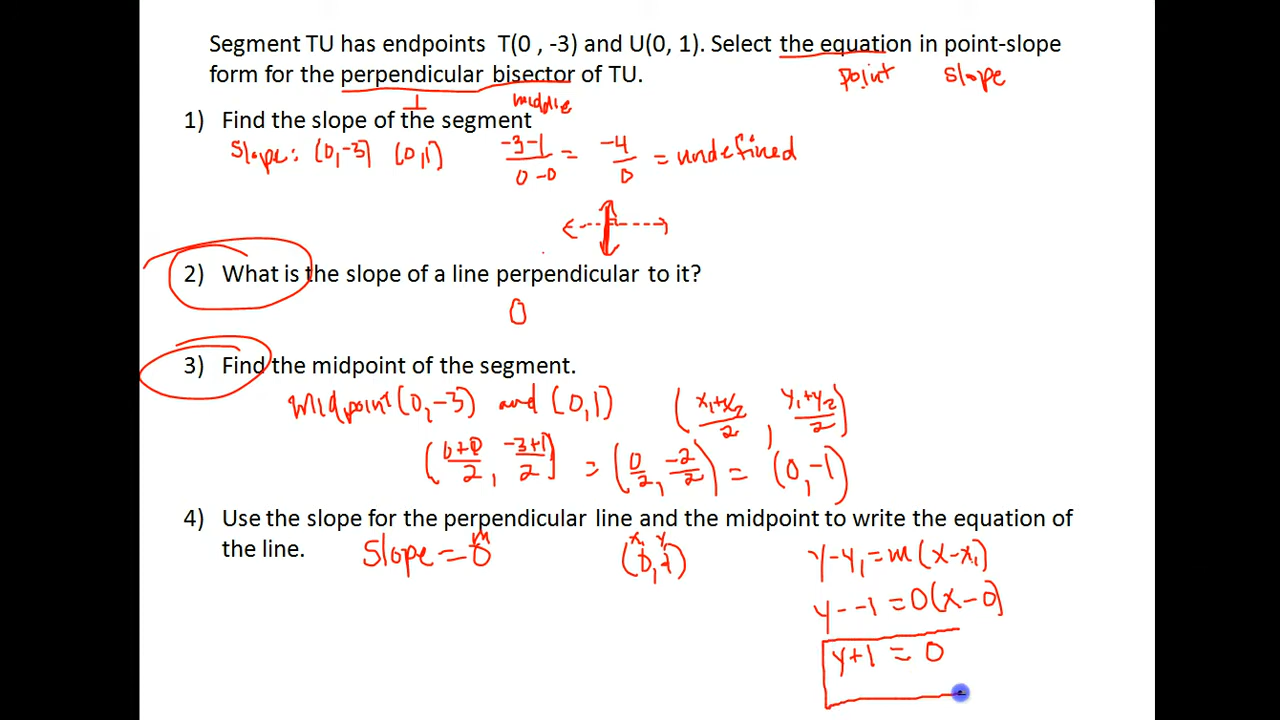 Segment TU has endpoints T(0 , -3) and U(0, 1). Select the equation in point-slope
form for the perpendicular bisector of TU.
point slope
⊥ middle
1) Find the slope of the segment
Slope: (0,-3) (0,1) -3-1/0-0 = -4/0 = undefined
2) What is the slope of a line perpendicular to it?
0
3) Find the midpoint of the segment.
Midpoint (0,-3) and (0,1) (x₁+x₂/2, y₁+y₂/2)
(0+0/2, -3+1/2) = (0/2, -2/2) = (0,-1)
4) Use the slope for the perpendicular line and the midpoint to write the equation of
the line.
m x₁ y₁
Slope = 0
y-y₁=m(x-x₁)
y--1=0(x-0)
y+1=0